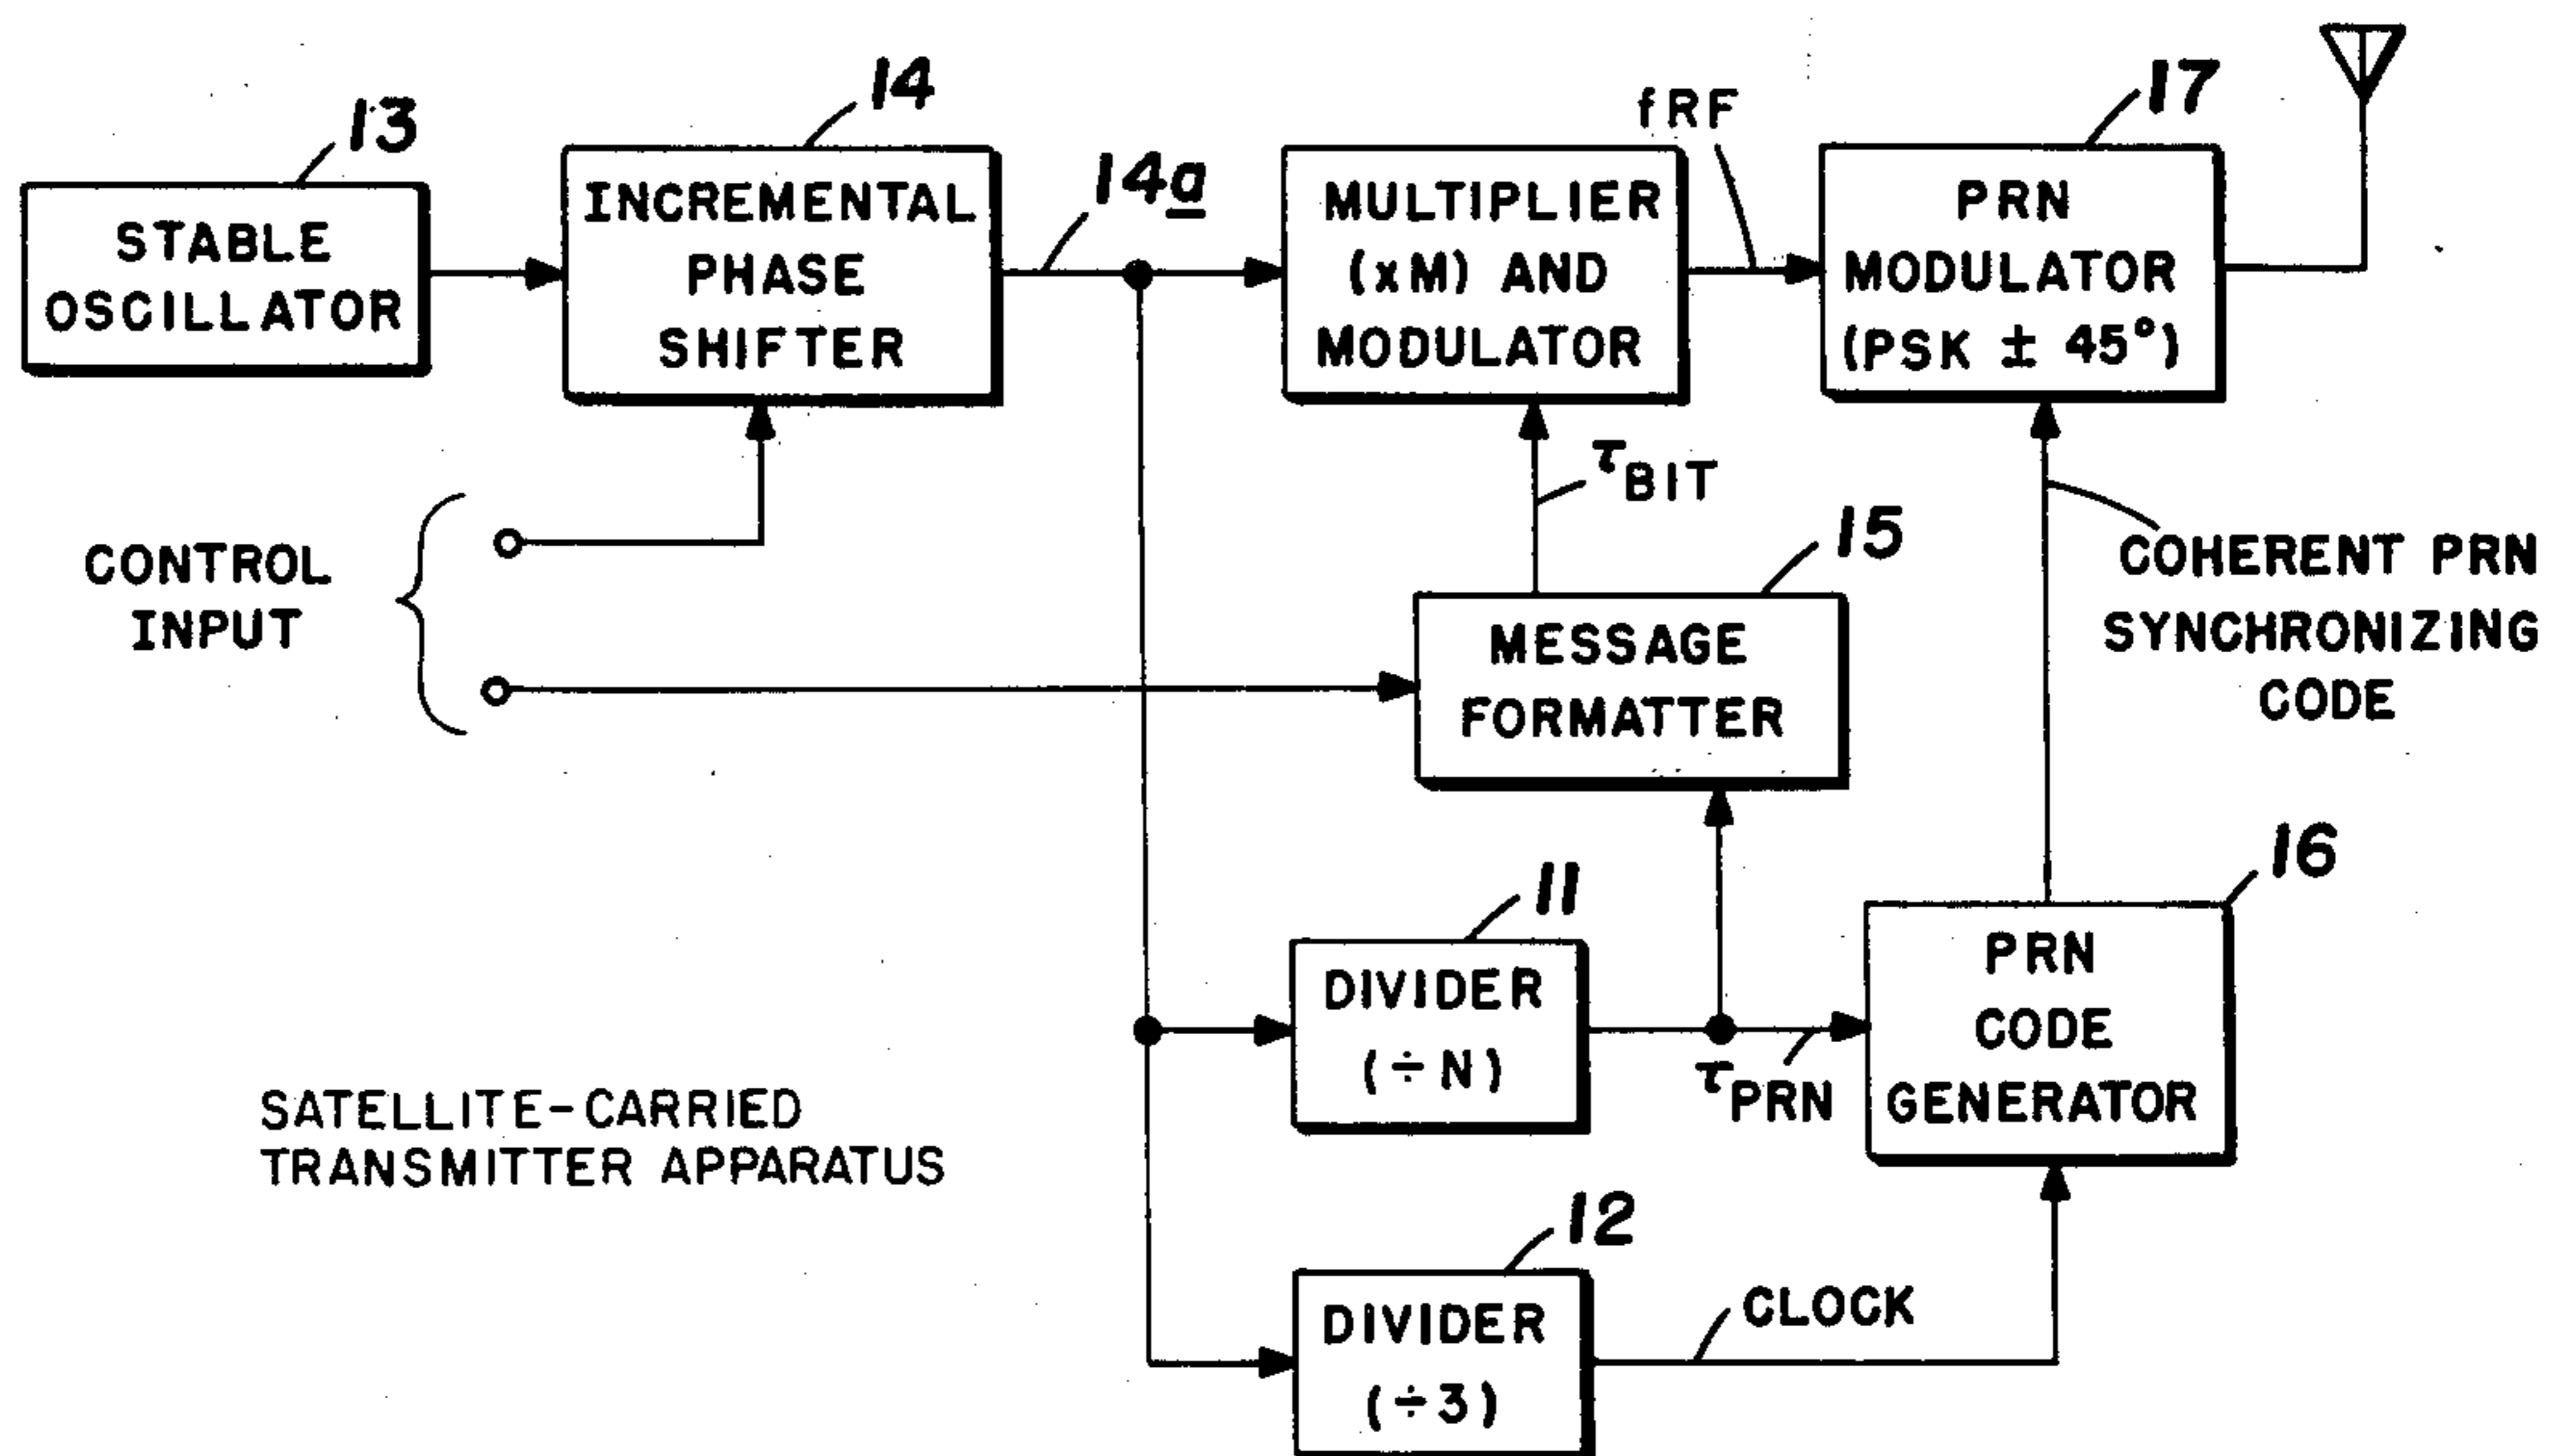 13
STABLE
OSCILLATOR
14
INCREMENTAL
PHASE
SHIFTER
14a
MULTIPLIER
(xM) AND
MODULATOR
fRF
17
PRN
MODULATOR
(PSK ± 45°)
CONTROL
INPUT
τBIT
15
MESSAGE
FORMATTER
COHERENT PRN
SYNCHRONIZING
CODE
11
DIVIDER
(÷N)
τPRN
16
PRN
CODE
GENERATOR
12
DIVIDER
(÷3)
CLOCK
SATELLITE-CARRIED
TRANSMITTER APPARATUS